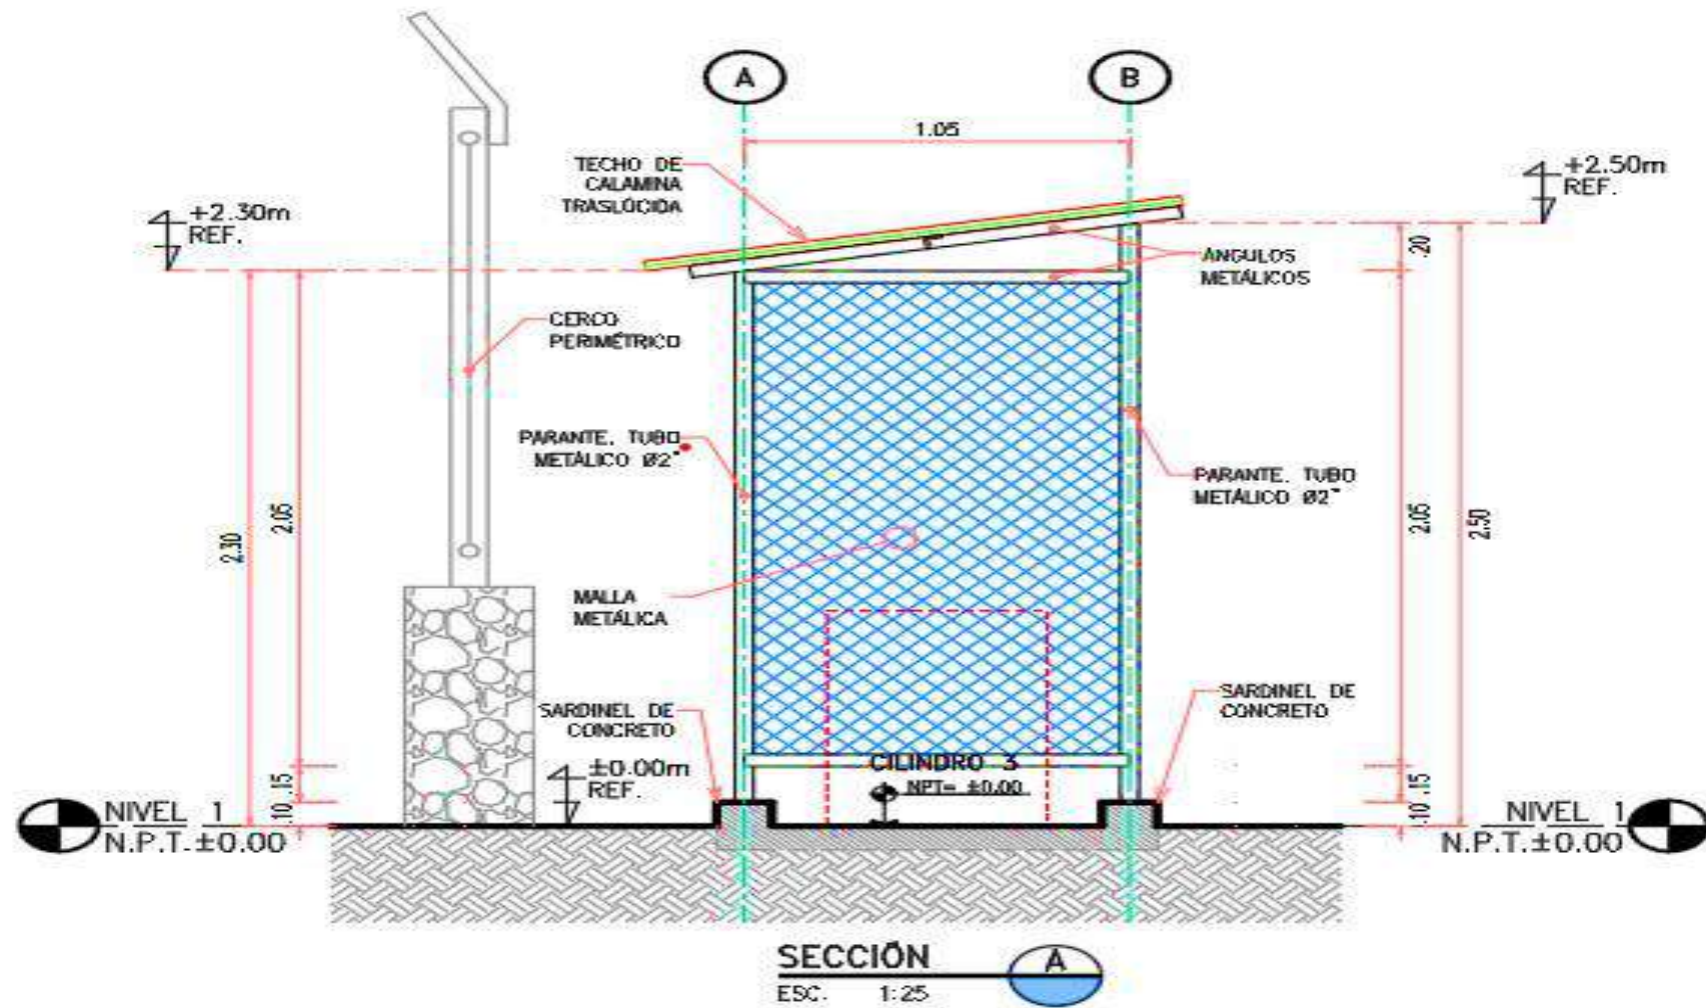 A
B
1.05
TECHO DE
CALAMINA
TRASLÚCIDA
+2.50m
REF.
+2.30m
REF.
.20
ÁNGULOS
METÁLICOS
CERCO
PERIMÉTRICO
PARANTE. TUBO
METÁLICO Ø2"
PARANTE. TUBO
METÁLICO Ø2"
2.30
2.05
2.05
2.50
MALLA
METÁLICA
SARDINEL DE
CONCRETO
SARDINEL DE
CONCRETO
CILINDRO 3
NPT= ±0.00
±0.00m
REF.
.15
.10
.15
.10
NIVEL 1
N.P.T.±0.00
NIVEL 1
N.P.T.±0.00
SECCIÓN
A
ESC. 1:25